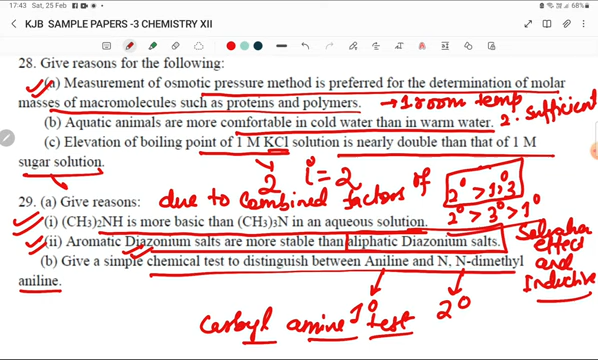 17:43 Sat, 25 Feb
68%
KJB SAMPLE PAPERS -3 CHEMISTRY XII
28. Give reasons for the following:
(a) Measurement of osmotic pressure method is preferred for the determination of molar
masses of macromolecules such as proteins and polymers. → 1. room temp
(b) Aquatic animals are more comfortable in cold water than in warm water. 2. sufficient
(c) Elevation of boiling point of 1 M KCl solution is nearly double than that of 1 M
sugar solution. 2 i = 2
due to combined factors of 2° > 1°, 3°
29. (a) Give reasons: 2° > 3° > 1°
(i) (CH3)2NH is more basic than (CH3)3N in an aqueous solution.
(ii) Aromatic Diazonium salts are more stable than aliphatic Diazonium salts.
effect
and
Inductive
(b) Give a simple chemical test to distinguish between Aniline and N, N-dimethyl
aniline. 1° 2°
Carbyl amine test